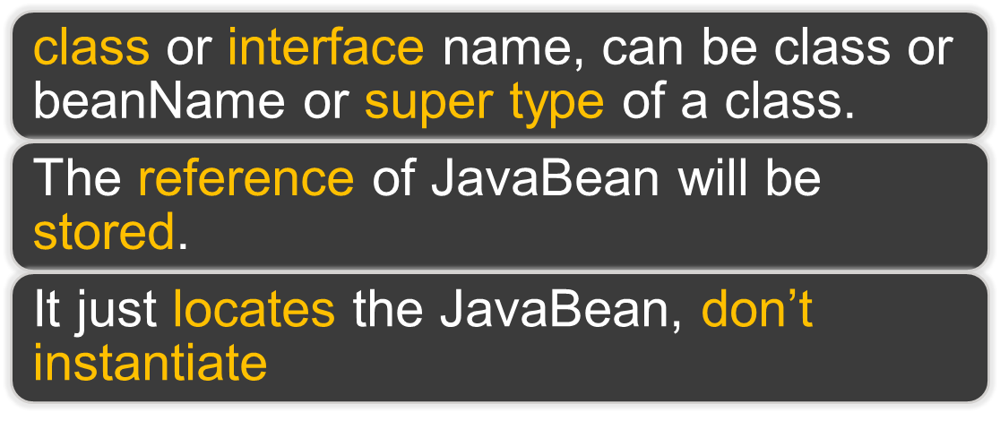 class or interface name, can be class or
beanName or super type of a class.
The reference of JavaBean will be
stored.
It just locates the JavaBean, don’t
instantiate